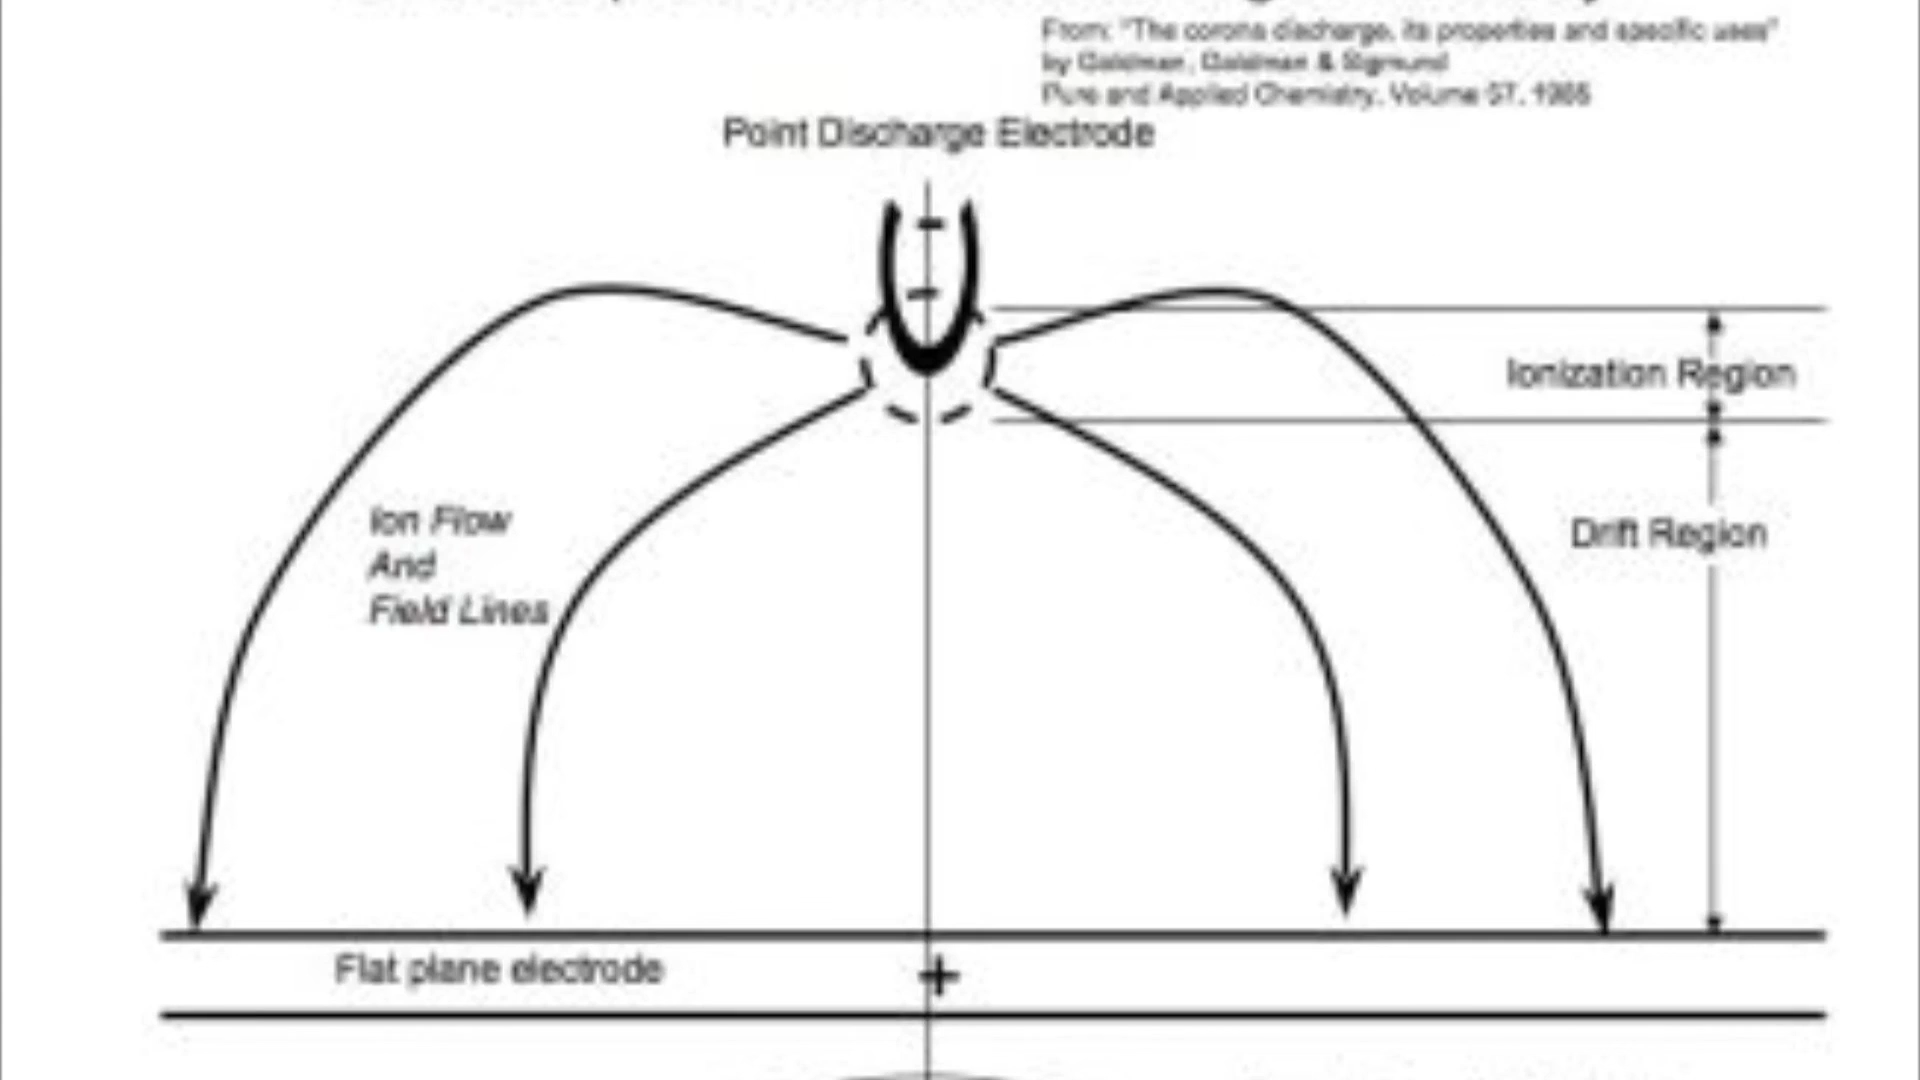 From: "The corona discharge, its properties and specific uses"
by Goldman, Goldman & Sigmund
Pure and Applied Chemistry, Volume 57, 1985
Point Discharge Electrode
Ionization Region
Drift Region
Ion Flow
And
Field Lines
Flat plane electrode
+